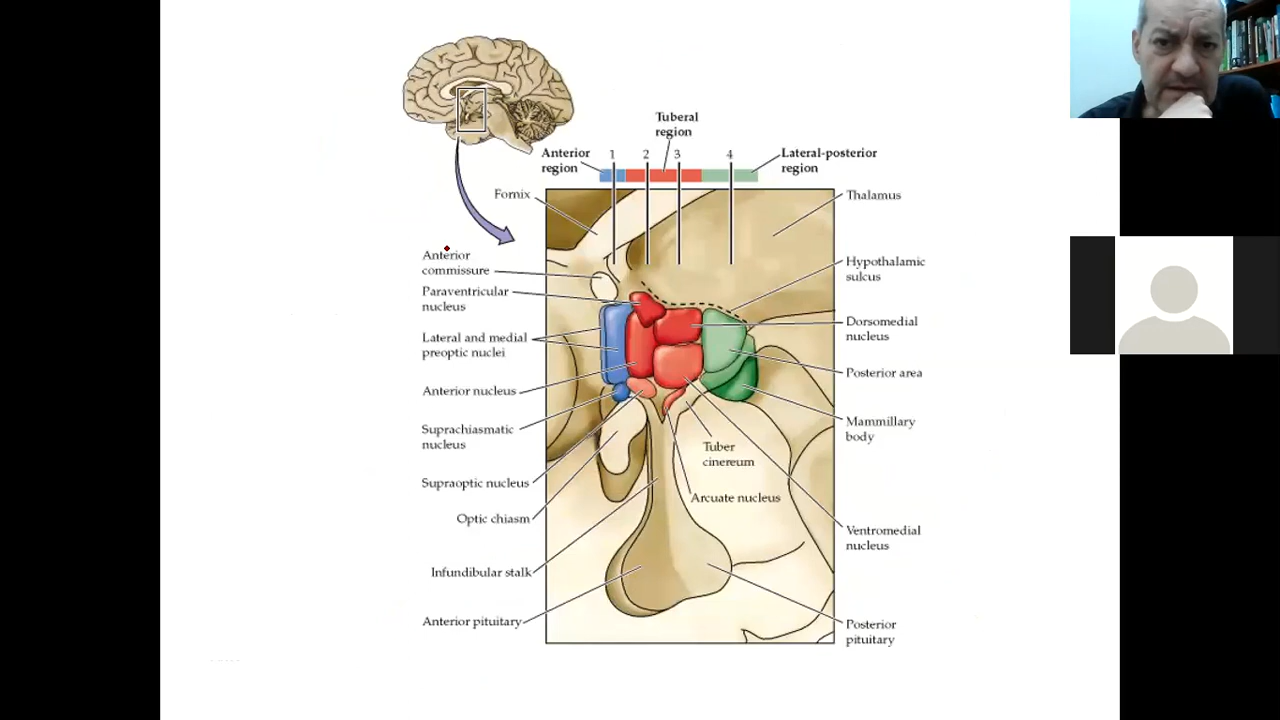 Tuberal
region
Anterior
region
1
2
3
4
Lateral-posterior
region
Fornix
Thalamus
Anterior
commissure
Hypothalamic
sulcus
Paraventricular
nucleus
Dorsomedial
nucleus
Lateral and medial
preoptic nuclei
Posterior area
Anterior nucleus
Mammillary
body
Suprachiasmatic
nucleus
Tuber
cinereum
Supraoptic nucleus
Arcuate nucleus
Optic chiasm
Ventromedial
nucleus
Infundibular stalk
Anterior pituitary
Posterior
pituitary